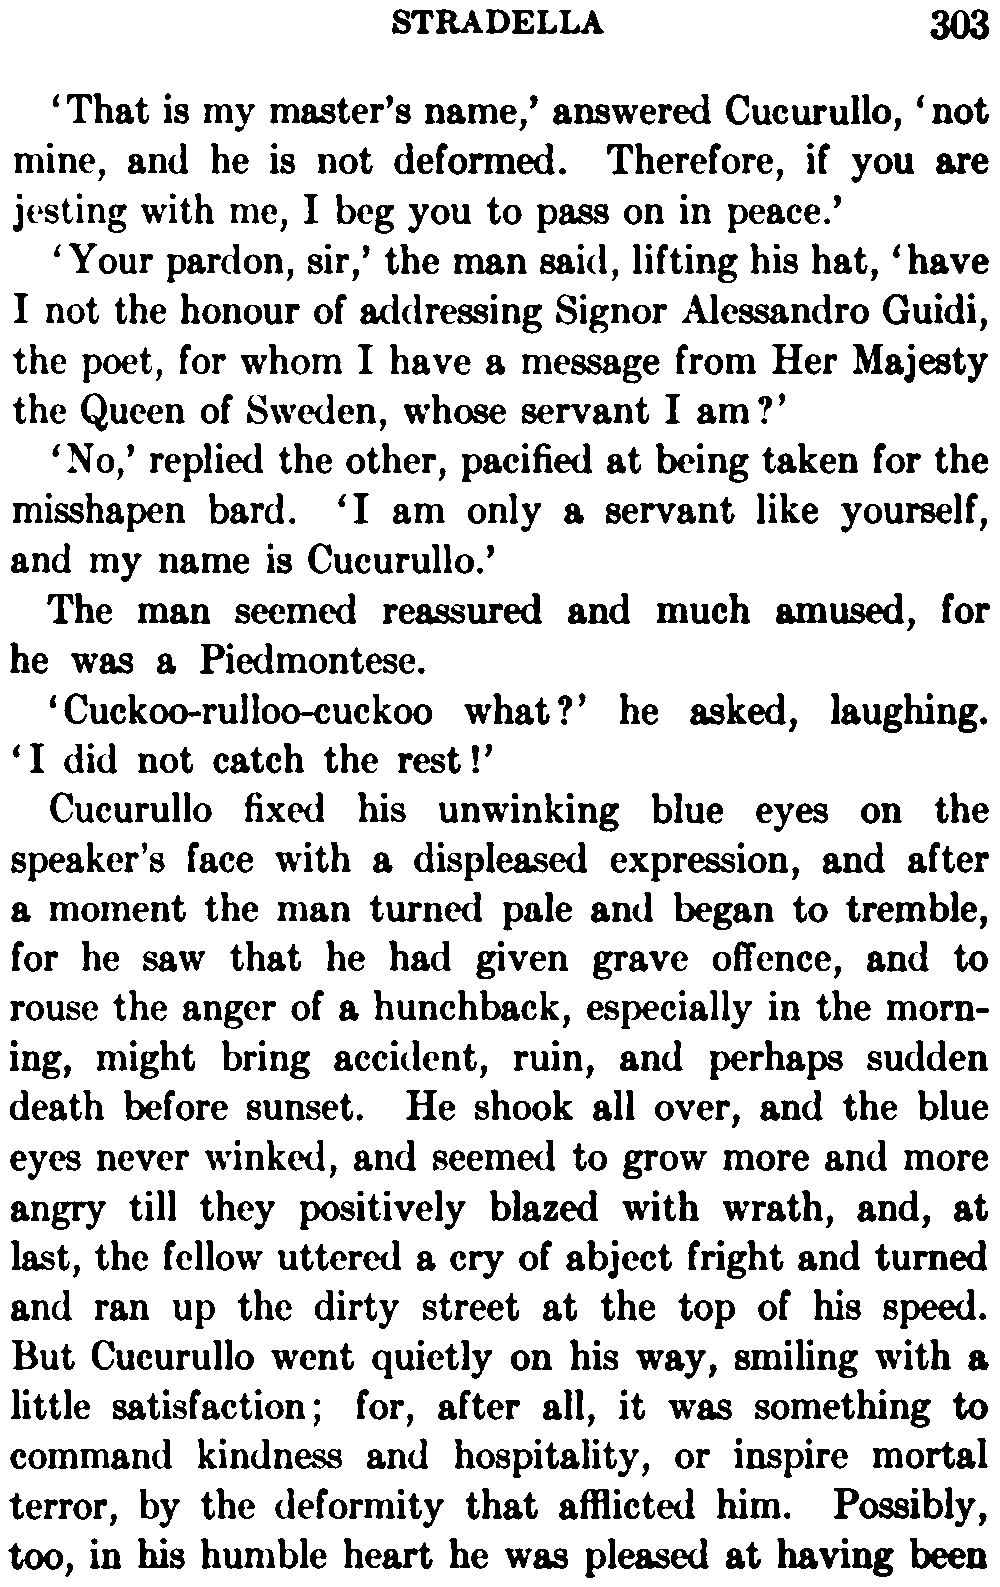 STRADELLA 303
‘That is my master’s name,’ answered Cucurullo, ‘not
mine, and he is not deformed. Therefore, if you are
jesting with me, I beg you to pass on in peace.’
‘Your pardon, sir,’ the man said, lifting his hat, ‘have
I not the honour of addressing Signor Alessandro Guidi,
the poet, for whom I have a message from Her Majesty
the Queen of Sweden, whose servant I am?’
‘No,’ replied the other, pacified at being taken for the
misshapen bard. ‘I am only a servant like yourself,
and my name is Cucurullo.’
The man seemed reassured and much amused, for
he was a Piedmontese.
‘Cuckoo-rulloo-cuckoo what?’ he asked, laughing.
‘I did not catch the rest!’
Cucurullo fixed his unwinking blue eyes on the
speaker’s face with a displeased expression, and after
a moment the man turned pale and began to tremble,
for he saw that he had given grave offence, and to
rouse the anger of a hunchback, especially in the morn-
ing, might bring accident, ruin, and perhaps sudden
death before sunset. He shook all over, and the blue
eyes never winked, and seemed to grow more and more
angry till they positively blazed with wrath, and, at
last, the fellow uttered a cry of abject fright and turned
and ran up the dirty street at the top of his speed.
But Cucurullo went quietly on his way, smiling with a
little satisfaction; for, after all, it was something to
command kindness and hospitality, or inspire mortal
terror, by the deformity that afflicted him. Possibly,
too, in his humble heart he was pleased at having been